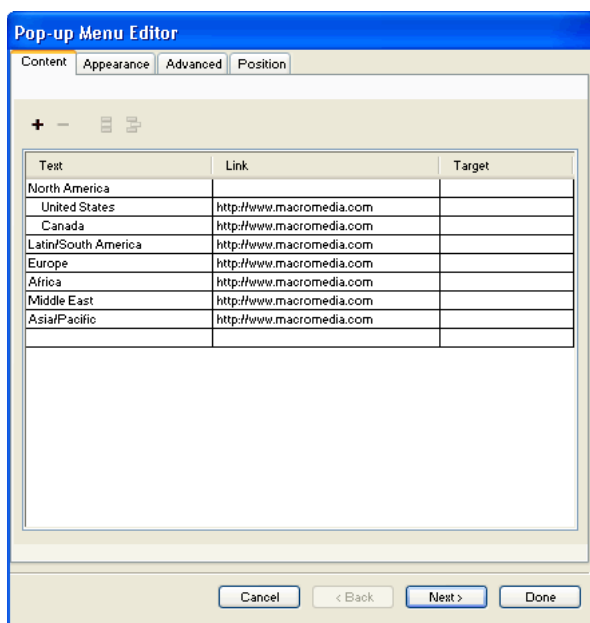 Pop-up Menu Editor
Content Appearance Advanced Position
Text Link Target
North America
United States http://www.macromedia.com
Canada http://www.macromedia.com
Latin/South America http://www.macromedia.com
Europe http://www.macromedia.com
Africa http://www.macromedia.com
Middle East http://www.macromedia.com
Asia/Pacific http://www.macromedia.com
Cancel < Back Next > Done